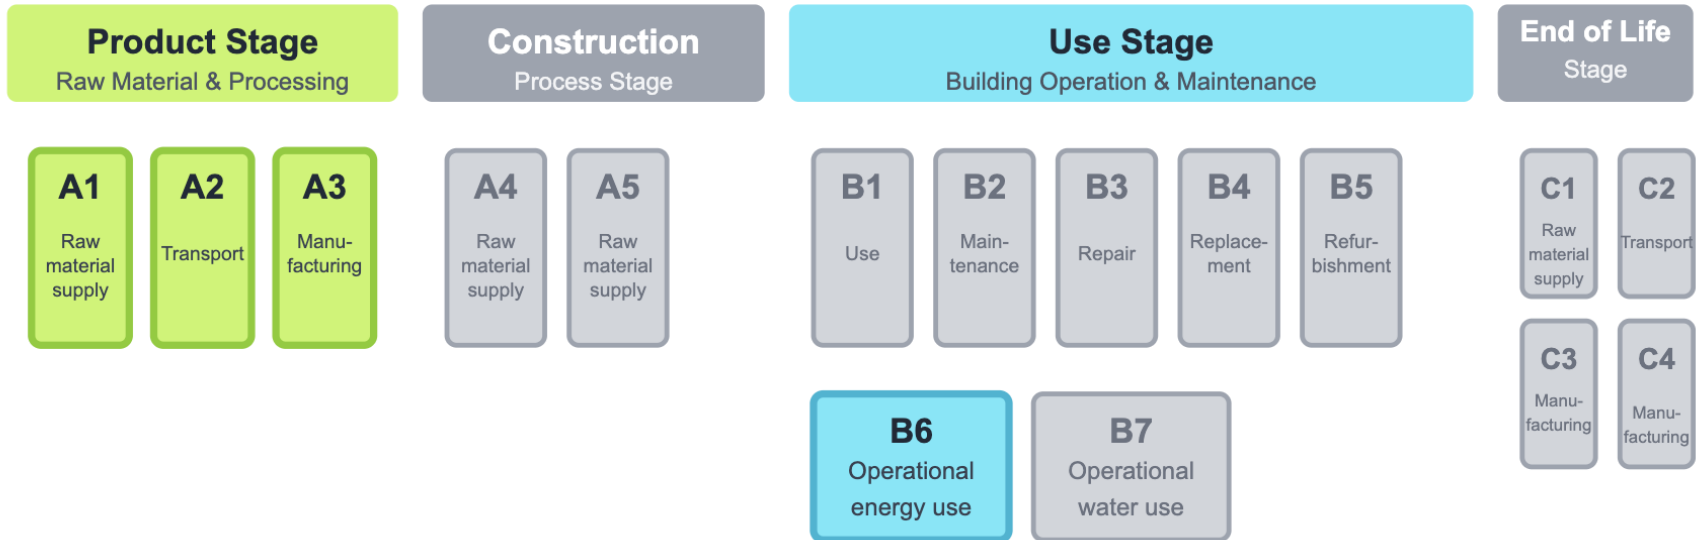 Product Stage
Raw Material & Processing
Construction
Process Stage
Use Stage
Building Operation & Maintenance
End of Life
Stage
A1
Raw
material
supply
A2
Transport
A3
Manu-
facturing
A4
Raw
material
supply
A5
Raw
material
supply
B1
Use
B2
Main-
tenance
B3
Repair
B4
Replace-
ment
B5
Refur-
bishment
B6
Operational
energy use
B7
Operational
water use
C1
Raw
material
supply
C2
Transport
C3
Manu-
facturing
C4
Manu-
facturing